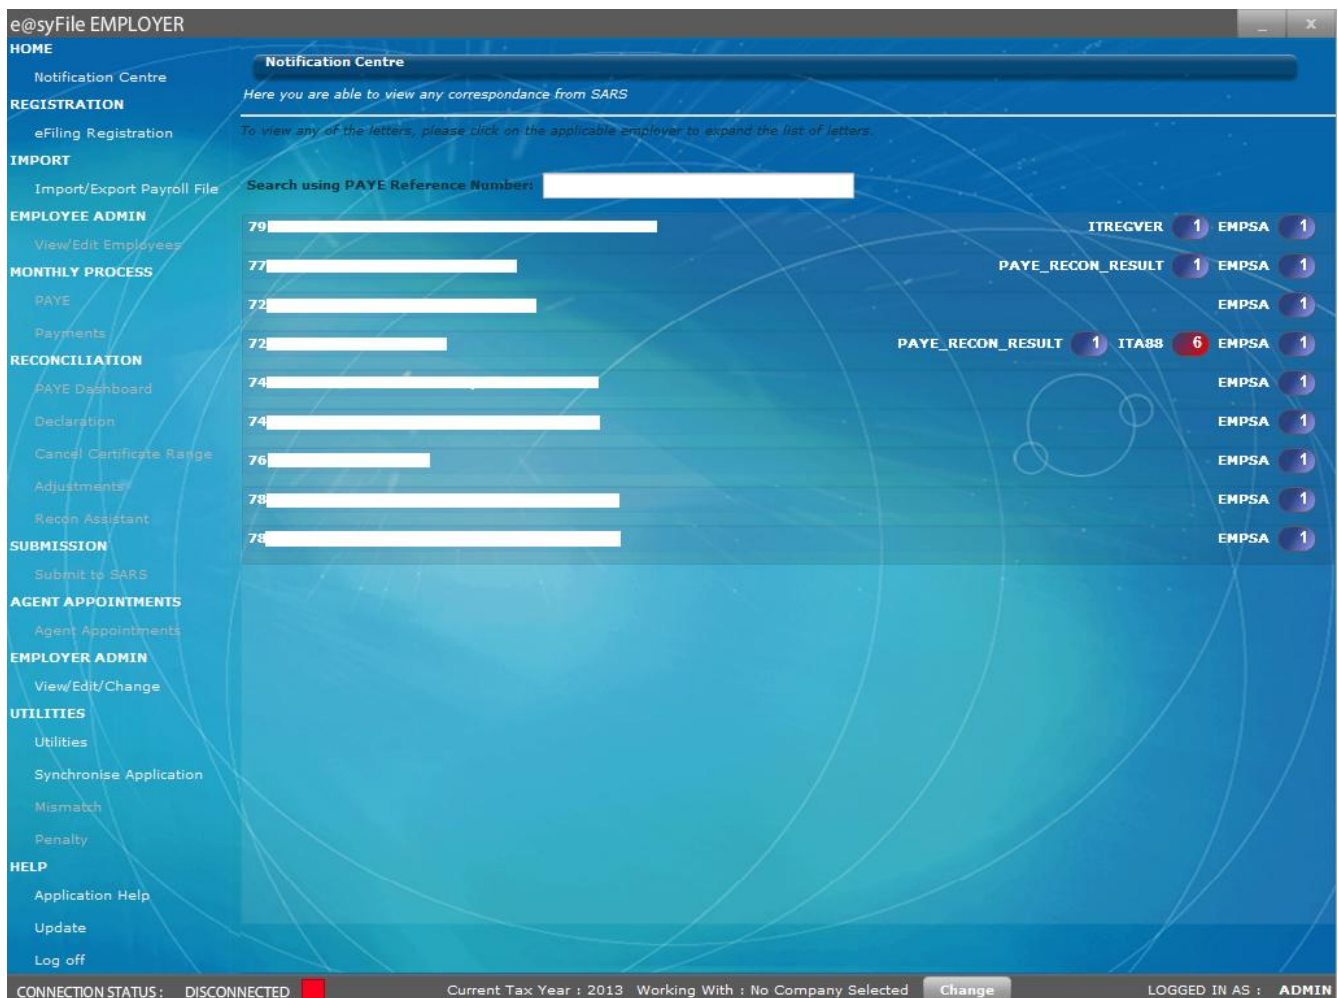 e@syFile EMPLOYER
_ x
HOME
Notification Centre
REGISTRATION
eFiling Registration
IMPORT
Import/Export Payroll File
EMPLOYEE ADMIN
View/Edit Employees
MONTHLY PROCESS
PAYE
Payments
RECONCILIATION
PAYE Dashboard
Declaration
Cancel Certificate Range
Adjustments
Recon Assistant
SUBMISSION
Submit to SARS
AGENT APPOINTMENTS
Agent Appointments
EMPLOYER ADMIN
View/Edit/Change
UTILITIES
Utilities
Synchronise Application
Mismatch
Penalty
HELP
Application Help
Update
Log off
Notification Centre
Here you are able to view any correspondance from SARS
To view any of the letters, please click on the applicable employer to expand the list of letters.
Search using PAYE Reference Number:
79 ITREGVER 1 EMPSA 1
77 PAYE_RECON_RESULT 1 EMPSA 1
72 EMPSA 1
72 PAYE_RECON_RESULT 1 ITA88 6 EMPSA 1
74 EMPSA 1
74 EMPSA 1
76 EMPSA 1
78 EMPSA 1
78 EMPSA 1
CONNECTION STATUS : DISCONNECTED Current Tax Year : 2013 Working With : No Company Selected Change LOGGED IN AS : ADMIN